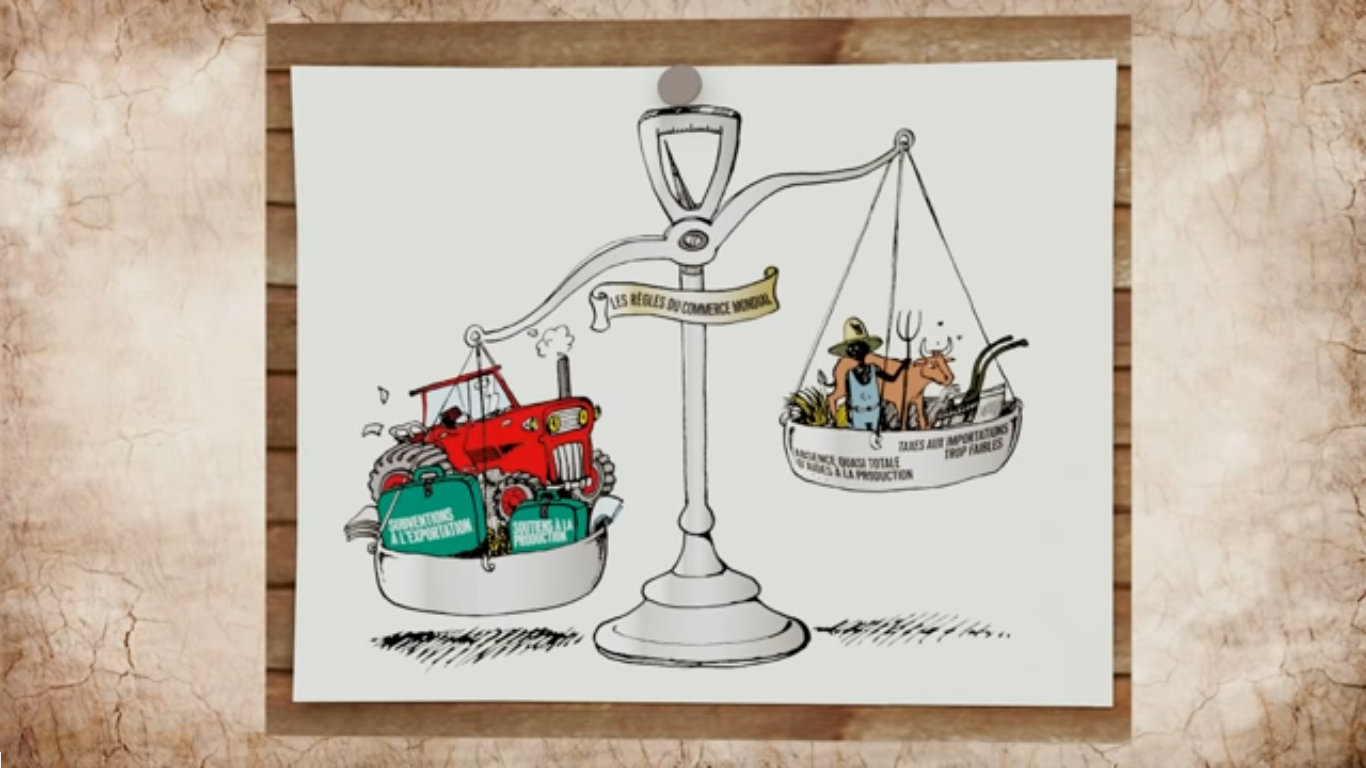 LES RÈGLES DU COMMERCE MONDIAL
SUBVENTIONS
À L'EXPORTATION
SOUTIENS À LA
PRODUCTION
ABSENCE QUASI TOTALE
D'AIDES À LA PRODUCTION
TAXES AUX IMPORTATIONS
TROP FAIBLES